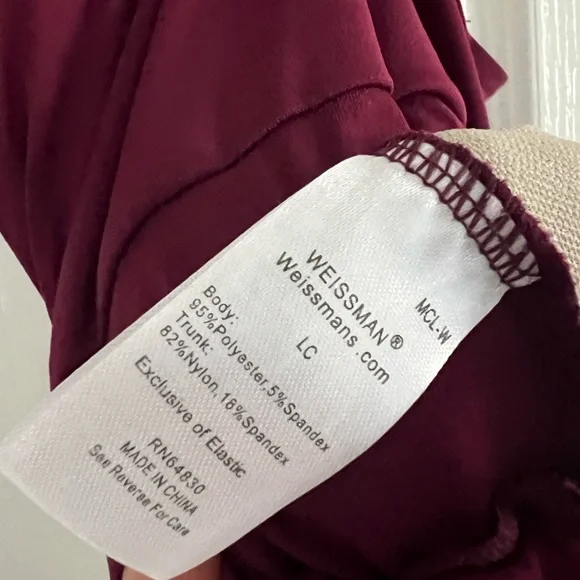 MCL-W
WEISSMAN®
Weissmans.com
LC
Body:
95%Polyester,5%Spandex
Trunk:
82%Nylon,18%Spandex
Exclusive of Elastic
RN64830
MADE IN CHINA
See Reverse For Care